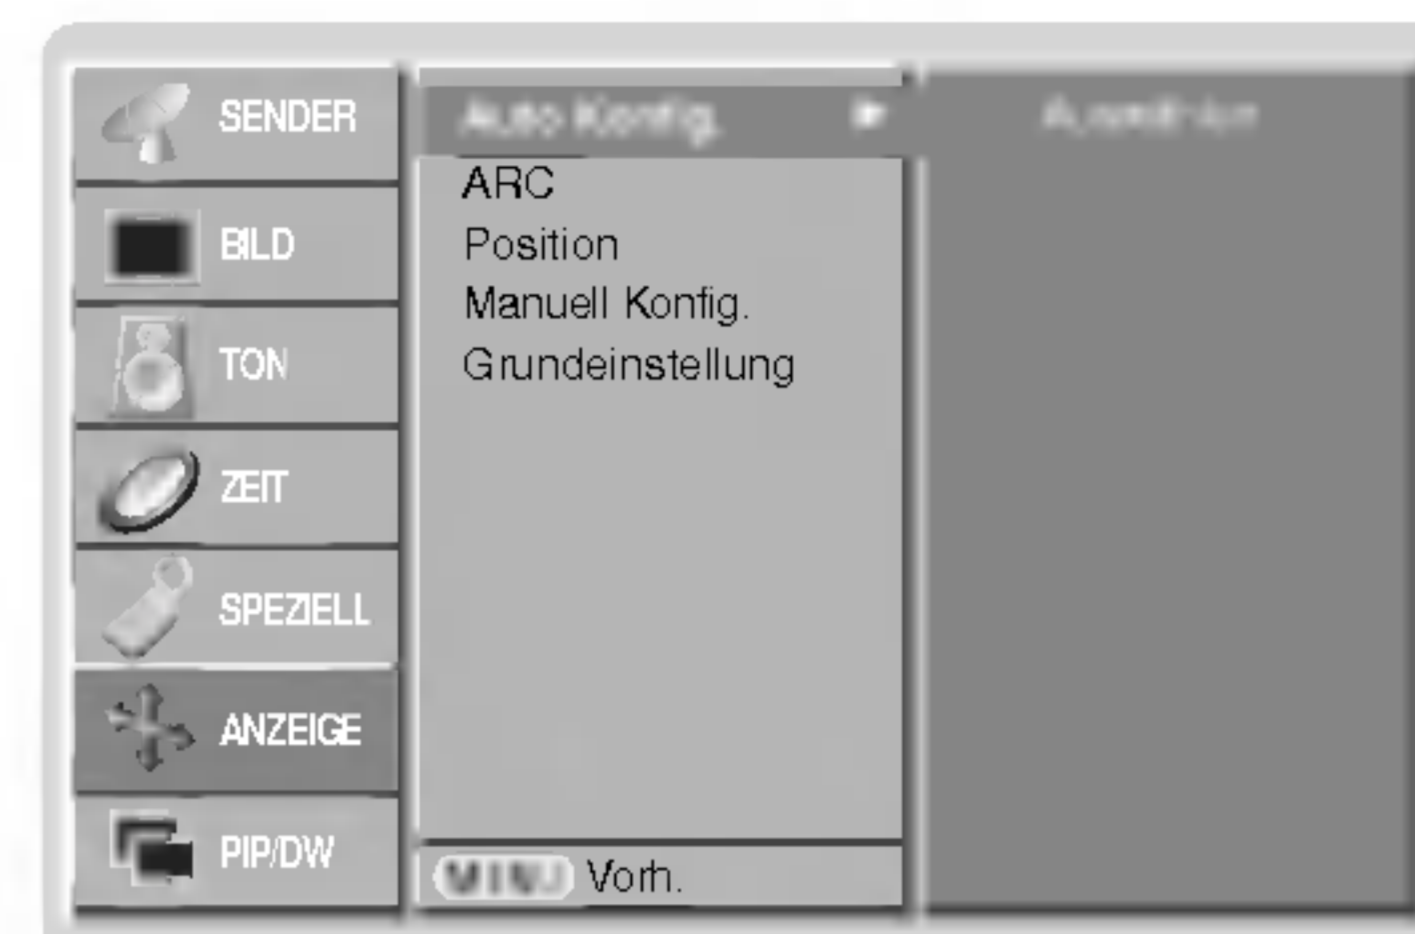 SENDER
BILD
TON
ZEIT
SPEZIELL
ANZEIGE
PIP/DW
Auto Konfig.
ARC
Position
Manuell Konfig.
Grundeinstellung
Vorh.